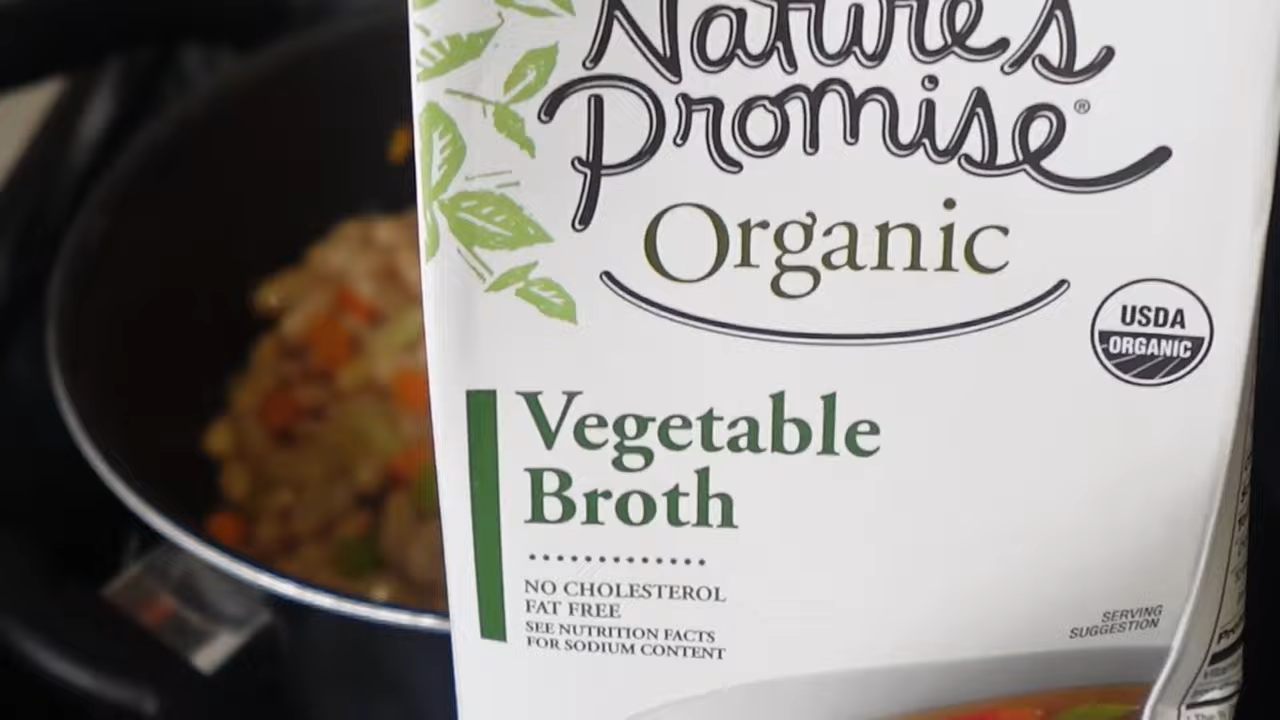 Nature's
Promise®
Organic
USDA
ORGANIC
Vegetable
Broth
NO CHOLESTEROL
FAT FREE
SEE NUTRITION FACTS
FOR SODIUM CONTENT
SERVING
SUGGESTION